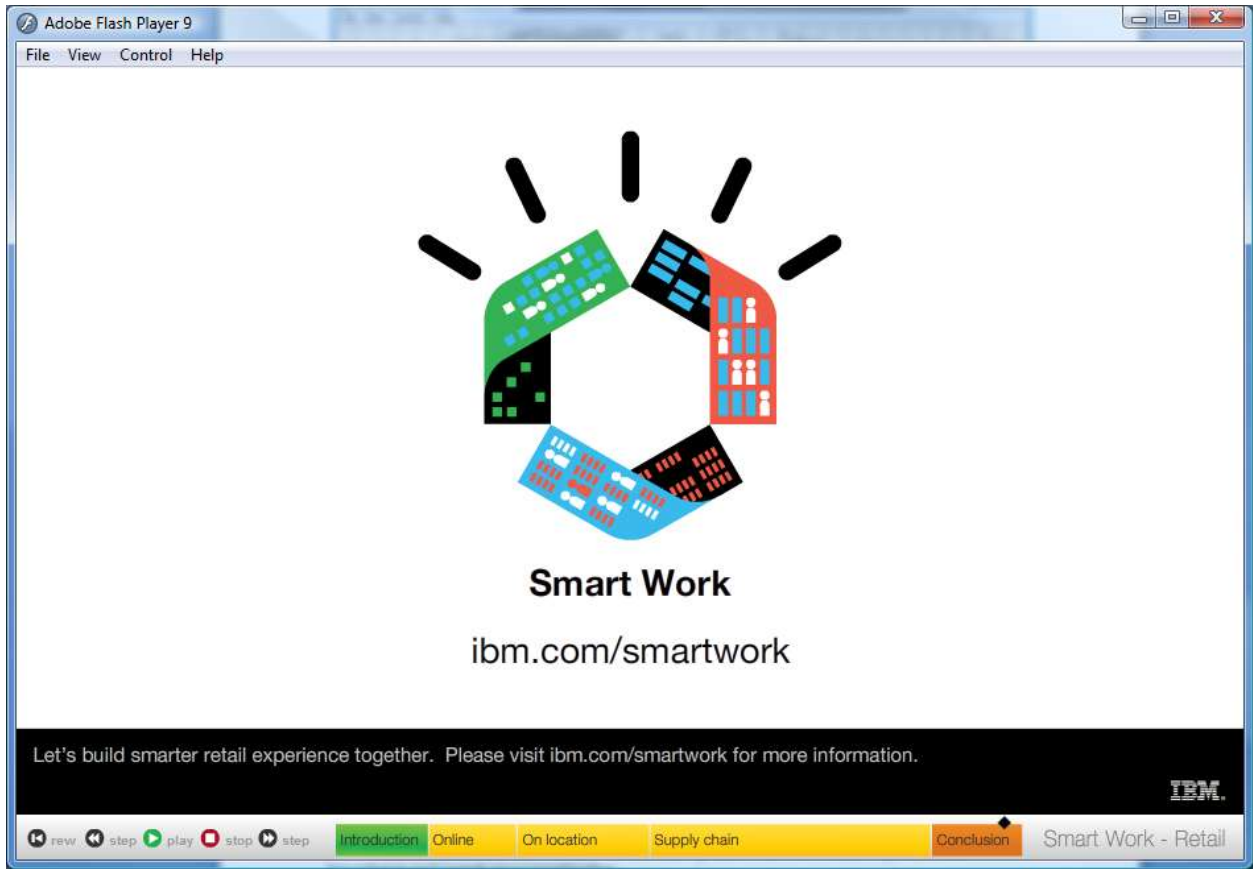 Adobe Flash Player 9
File View Control Help
Smart Work
ibm.com/smartwork
Let's build smarter retail experience together. Please visit ibm.com/smartwork for more information.
IBM.
rew step play stop step Introduction Online On location Supply chain Conclusion Smart Work - Retail